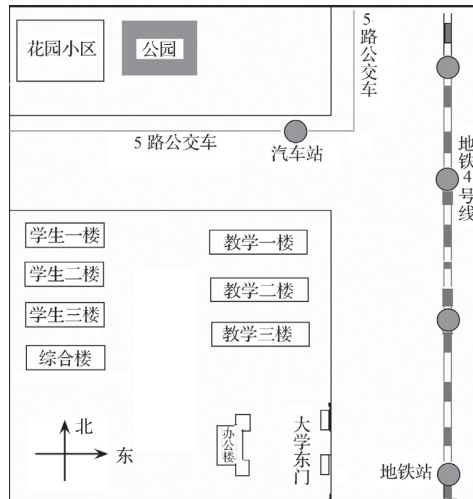 花园小区
公园
5路公交车
5路公交车
汽车站
地铁4号线
学生一楼
教学一楼
学生二楼
教学二楼
学生三楼
教学三楼
综合楼
北
东
办公楼
大学东门
地铁站